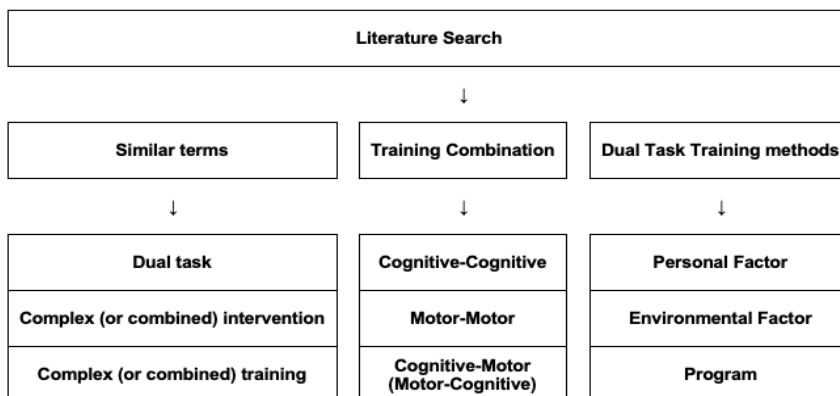 Literature Search
↓
Similar terms
Training Combination
Dual Task Training methods
↓
↓
↓
Dual task
Cognitive-Cognitive
Personal Factor
Complex (or combined) intervention
Motor-Motor
Environmental Factor
Complex (or combined) training
Cognitive-Motor
(Motor-Cognitive)
Program